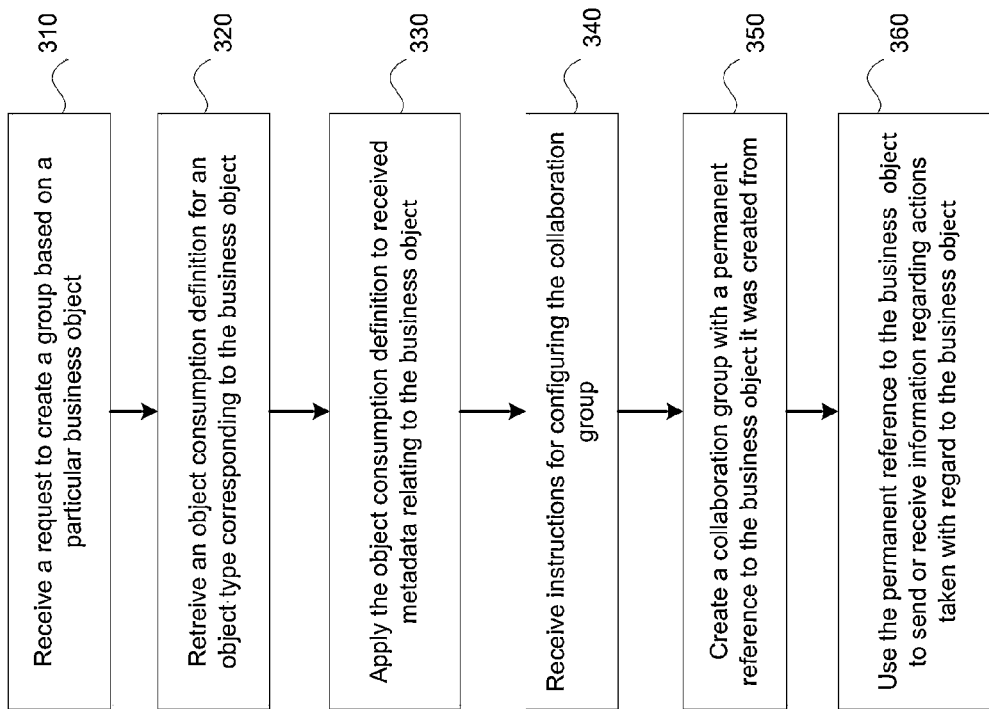 310
Receive a request to create a group based on a
particular business object
320
Retreive an object consumption definition for an
object type corresponding to the business object
330
Apply the object consumption definition to received
metadata relating to the business object
340
Receive instructions for configuring the collaboration
group
350
Create a collaboration group with a permanent
reference to the business object it was created from
360
Use the permanent reference to the business object
to send or receive information regarding actions
taken with regard to the business object